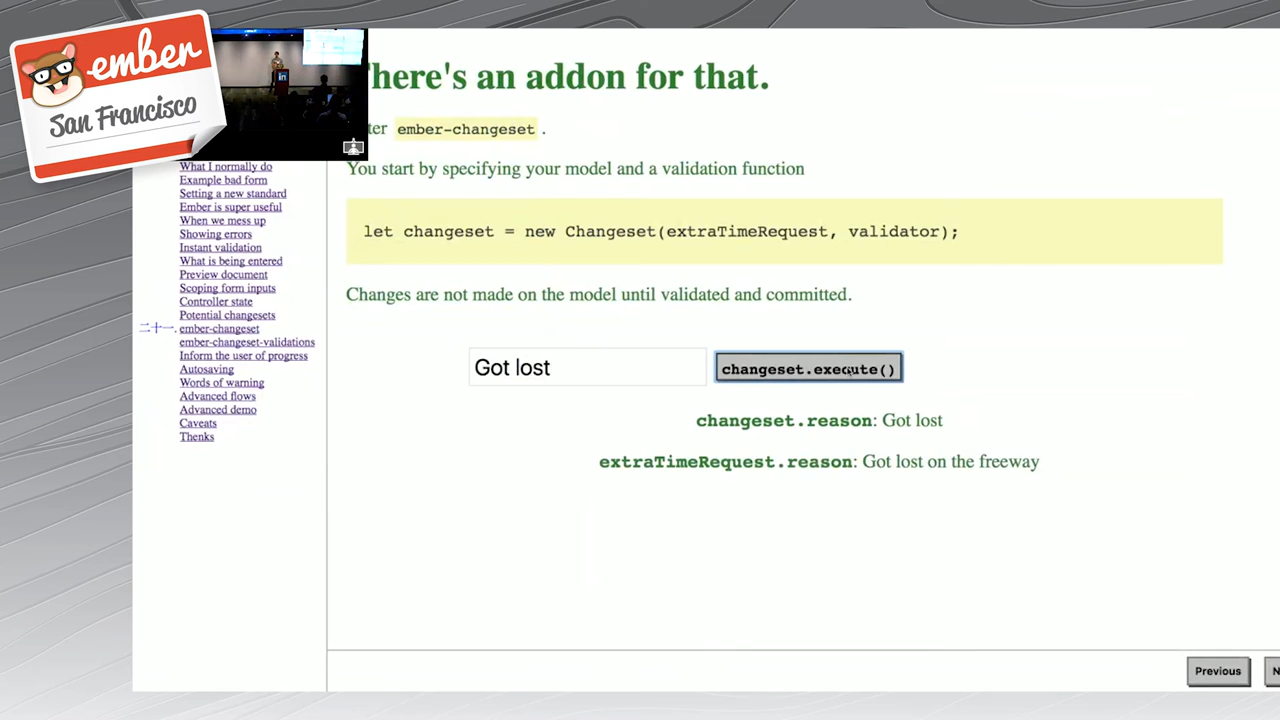 ember
San Francisco
in
here's an addon for that.
ter ember-changeset .
You start by specifying your model and a validation function
let changeset = new Changeset(extraTimeRequest, validator);
Changes are not made on the model until validated and committed.
Got lost
changeset.execute()
changeset.reason: Got lost
extraTimeRequest.reason: Got lost on the freeway
What I normally do
Example bad form
Setting a new standard
Ember is super useful
When we mess up
Showing errors
Instant validation
What is being entered
Preview document
Scoping form inputs
Controller state
Potential changesets
二十一. ember-changeset
ember-changeset-validations
Inform the user of progress
Autosaving
Words of warning
Advanced flows
Advanced demo
Caveats
Thenks
Previous
N